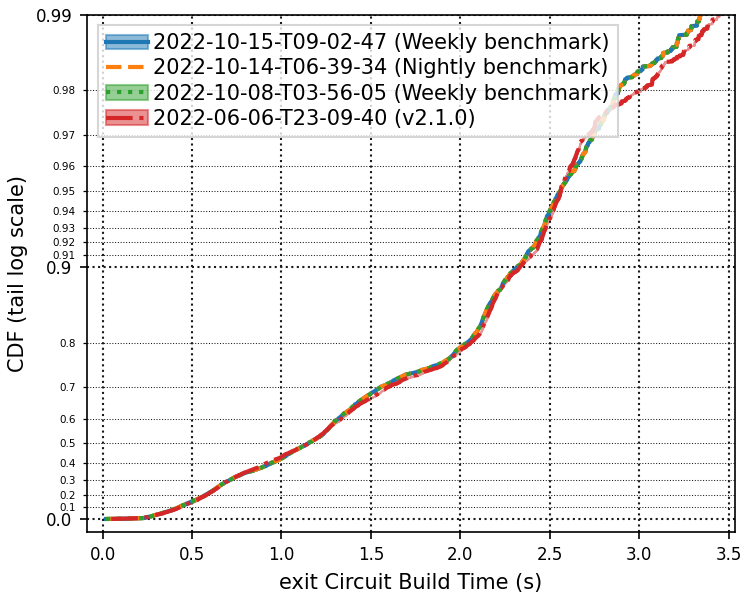 0.99
2022-10-15-T09-02-47 (Weekly benchmark)
2022-10-14-T06-39-34 (Nightly benchmark)
2022-10-08-T03-56-05 (Weekly benchmark)
2022-06-06-T23-09-40 (v2.1.0)
0.98
0.97
0.96
0.95
0.94
0.93
0.92
0.91
0.9
0.8
0.7
0.6
0.5
0.4
0.3
0.2
0.1
0.0
CDF (tail log scale)
0.0 0.5 1.0 1.5 2.0 2.5 3.0 3.5
exit Circuit Build Time (s)